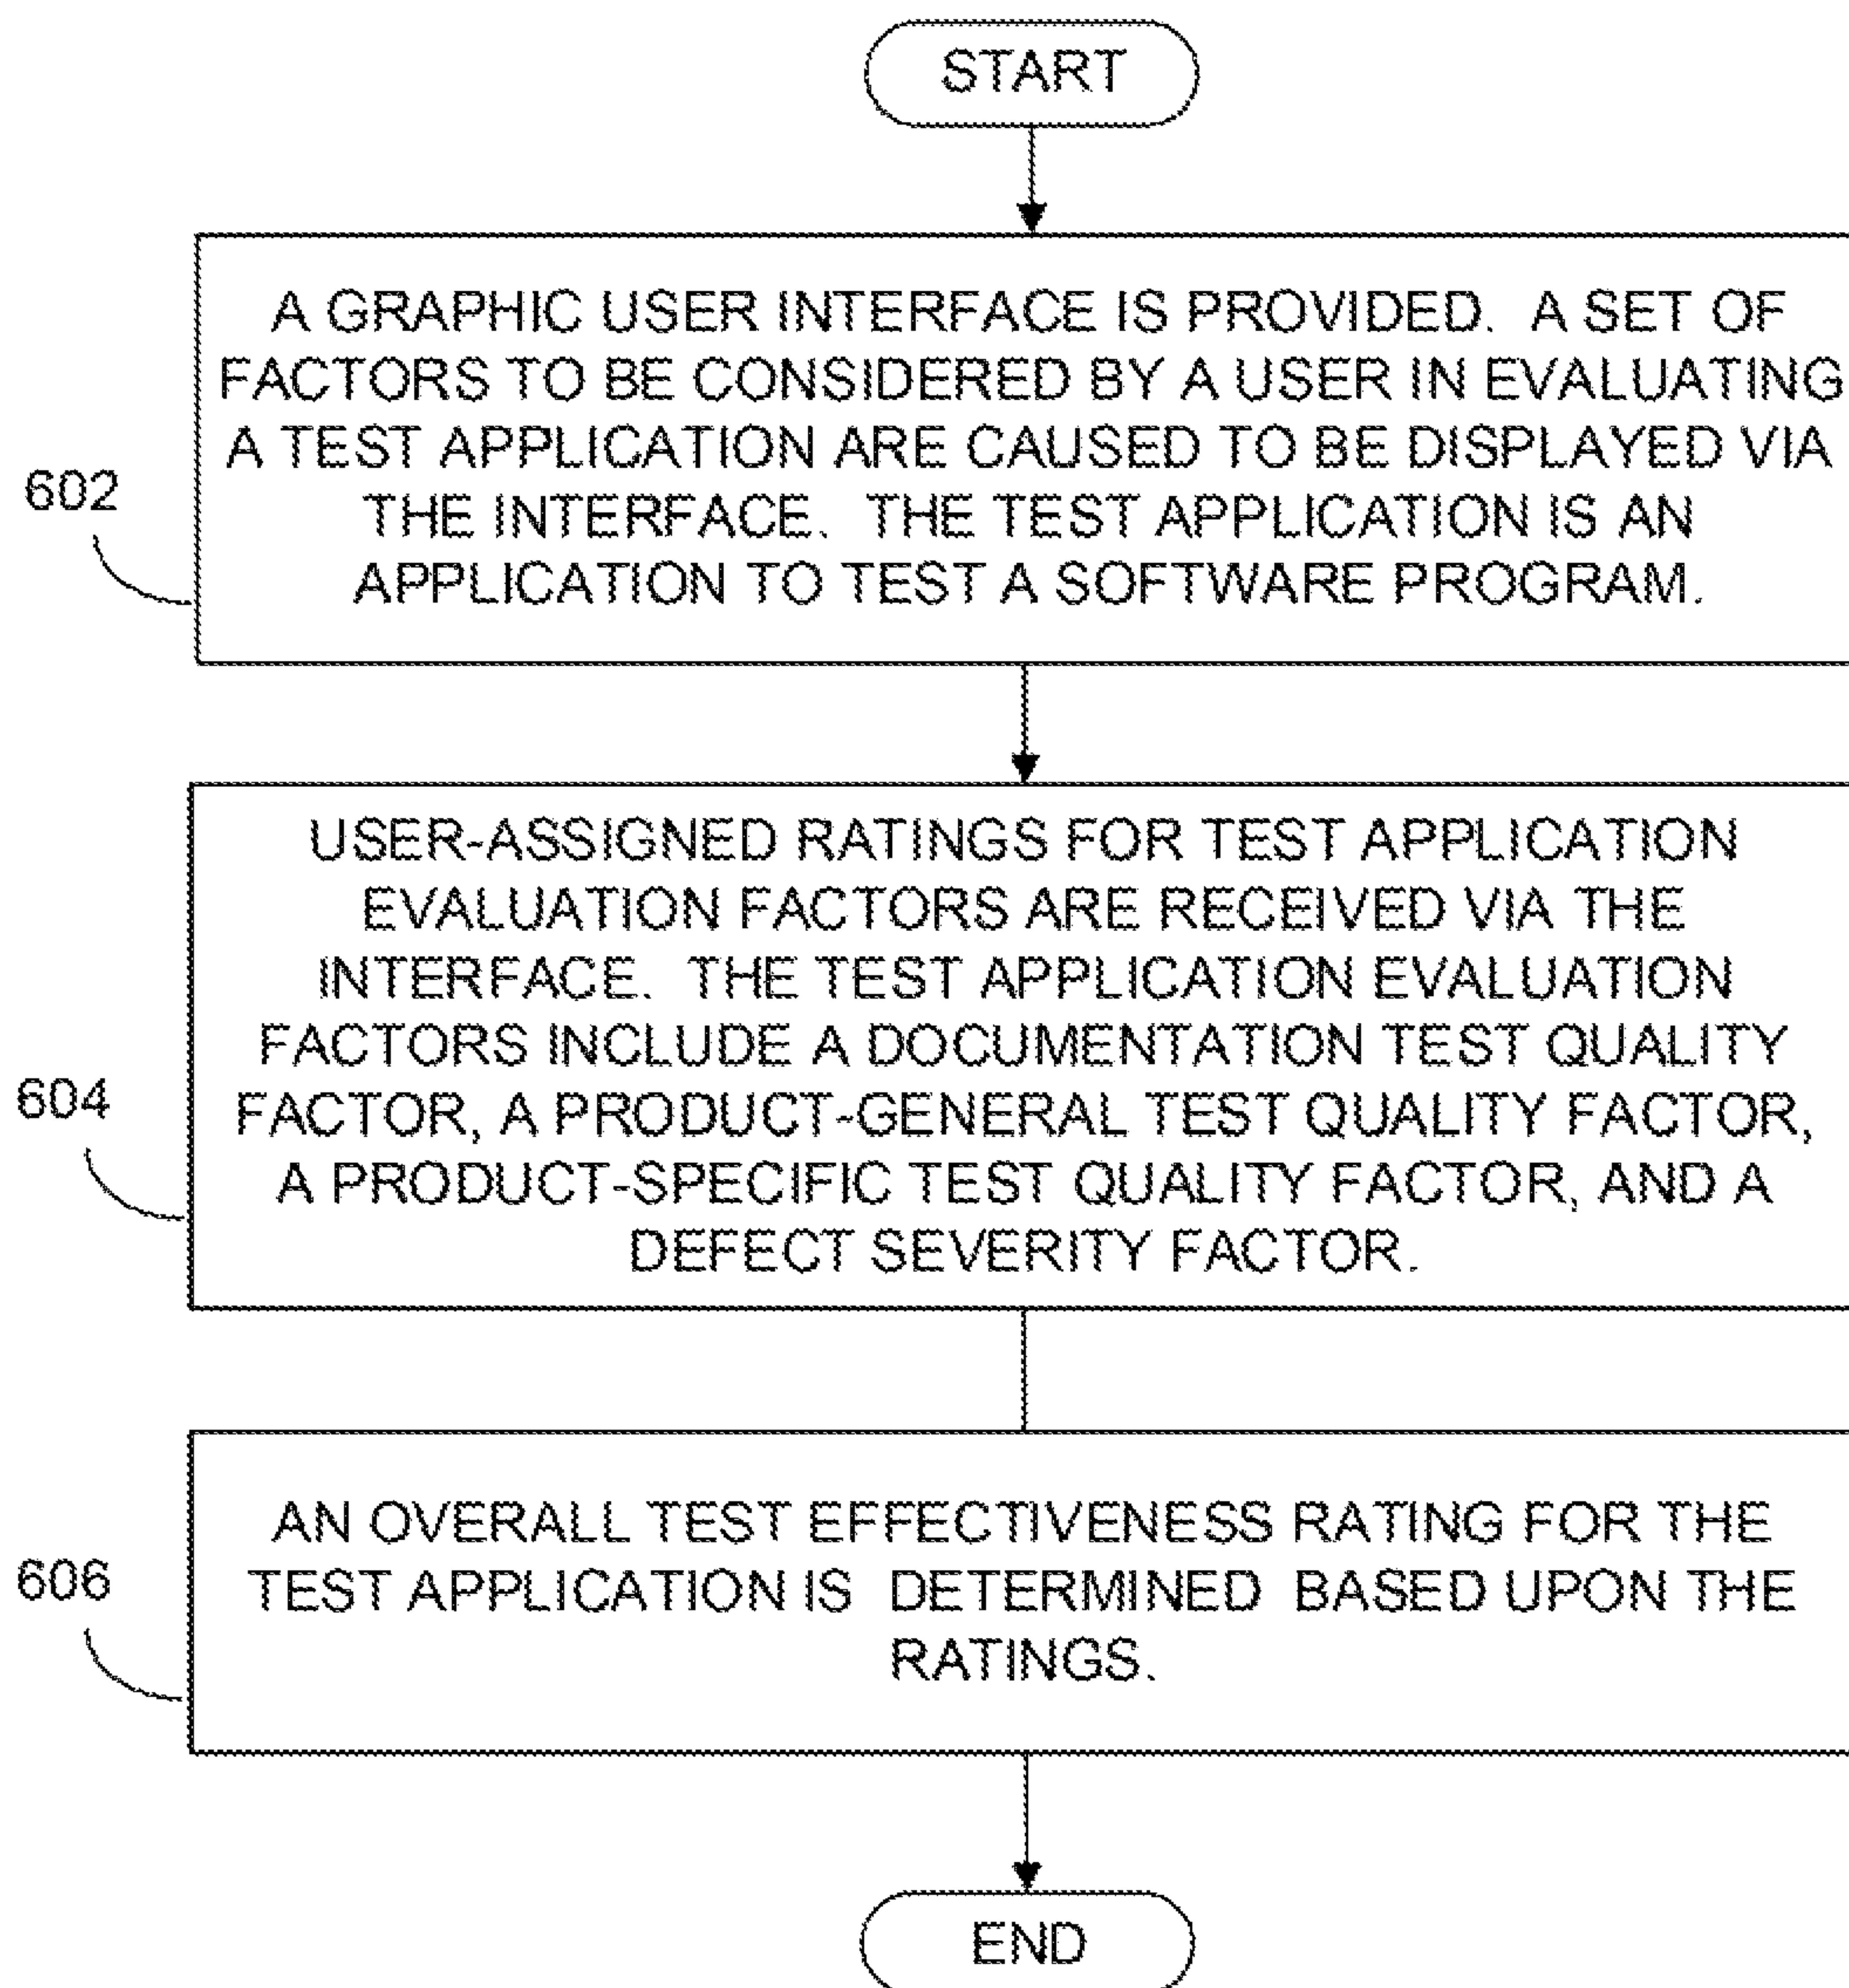 START
A GRAPHIC USER INTERFACE IS PROVIDED. A SET OF
FACTORS TO BE CONSIDERED BY A USER IN EVALUATING
A TEST APPLICATION ARE CAUSED TO BE DISPLAYED VIA
THE INTERFACE. THE TEST APPLICATION IS AN
APPLICATION TO TEST A SOFTWARE PROGRAM.
602
USER-ASSIGNED RATINGS FOR TEST APPLICATION
EVALUATION FACTORS ARE RECEIVED VIA THE
INTERFACE. THE TEST APPLICATION EVALUATION
FACTORS INCLUDE A DOCUMENTATION TEST QUALITY
FACTOR, A PRODUCT-GENERAL TEST QUALITY FACTOR,
A PRODUCT-SPECIFIC TEST QUALITY FACTOR, AND A
DEFECT SEVERITY FACTOR.
604
AN OVERALL TEST EFFECTIVENESS RATING FOR THE
TEST APPLICATION IS DETERMINED BASED UPON THE
RATINGS.
606
END